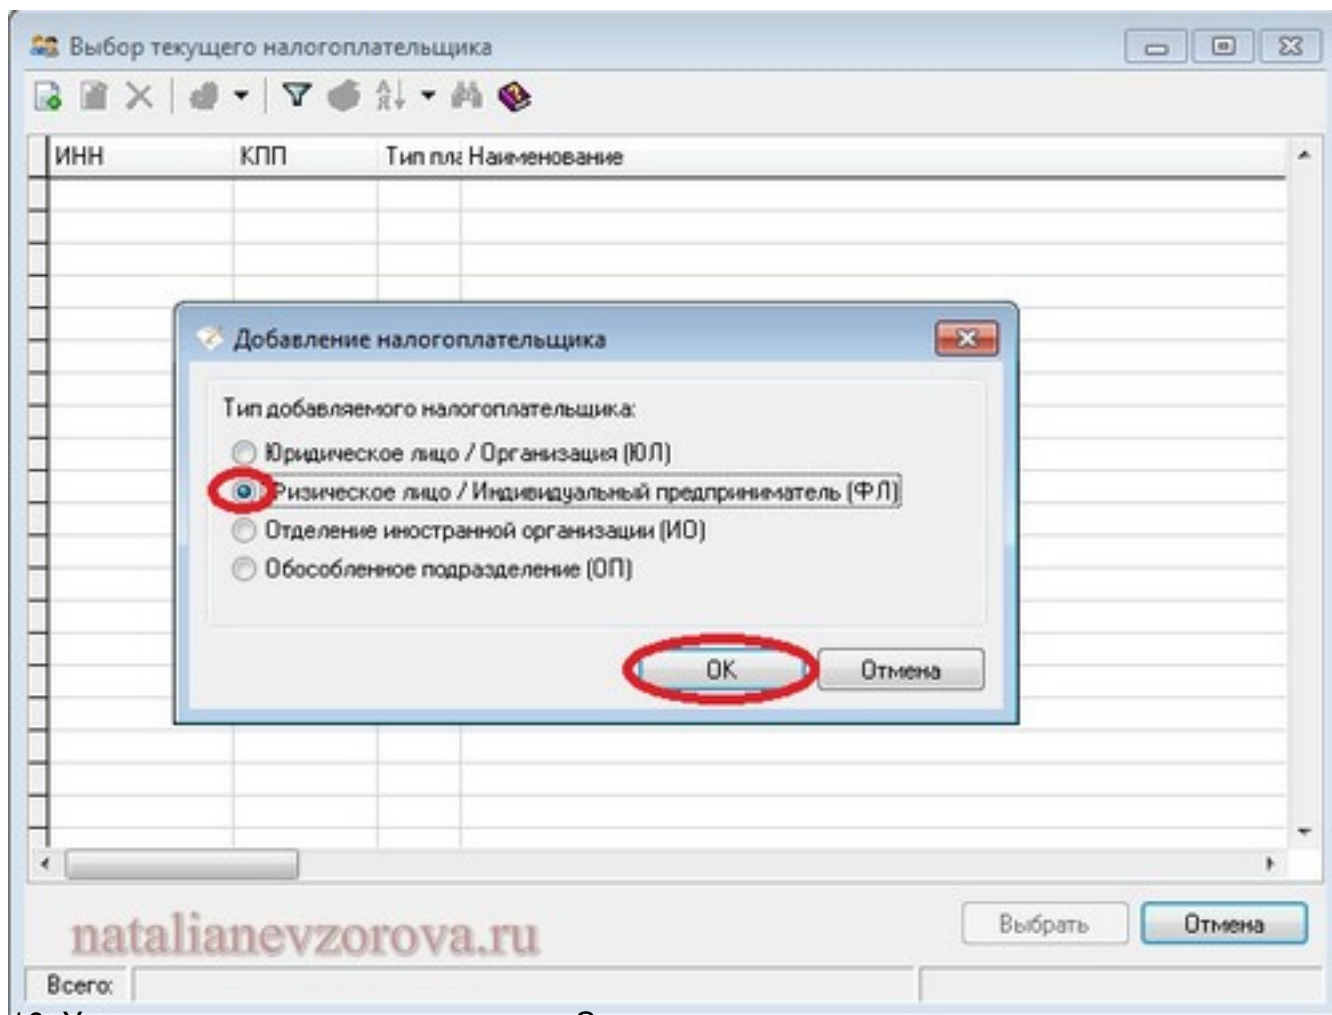 Выбор текущего налогоплательщика
ИНН КПП Тип пла Наименование
Добавление налогоплательщика
Тип добавляемого налогоплательщика:
Юридическое лицо / Организация (ЮЛ)
Физическое лицо / Индивидуальный предприниматель (ФЛ)
Отделение иностранной организации (ИО)
Обособленное подразделение (ОП)
OK Отмена
natalianevzorova.ru
Выбрать Отмена
Всего: